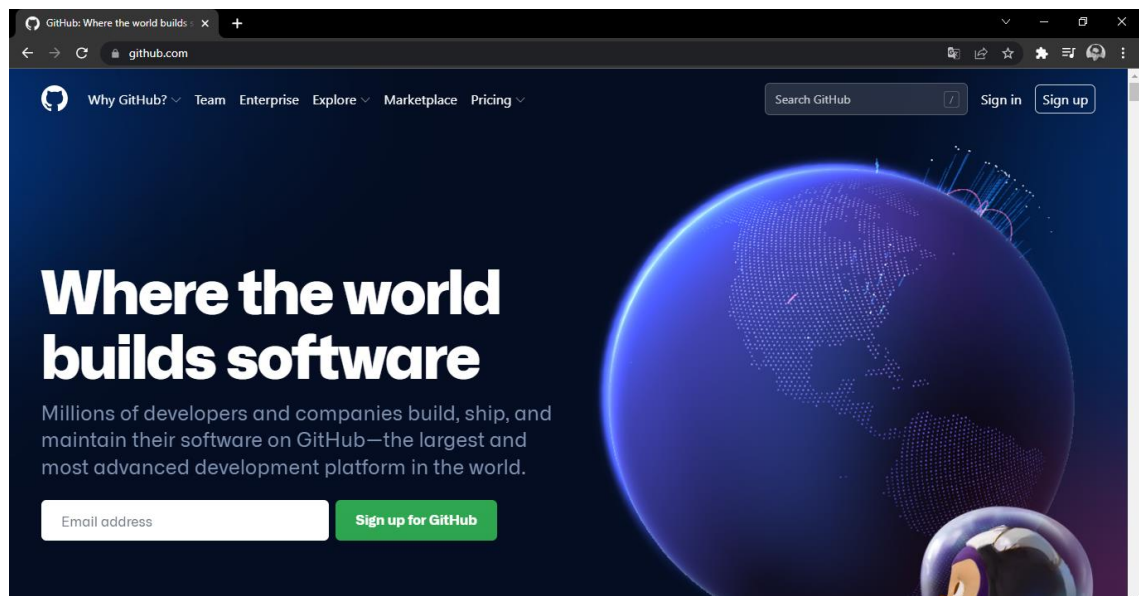 GitHub: Where the world builds s
github.com
Why GitHub? Team Enterprise Explore Marketplace Pricing
Search GitHub / Sign in Sign up
Where the world
builds software
Millions of developers and companies build, ship, and
maintain their software on GitHub—the largest and
most advanced development platform in the world.
Email address Sign up for GitHub